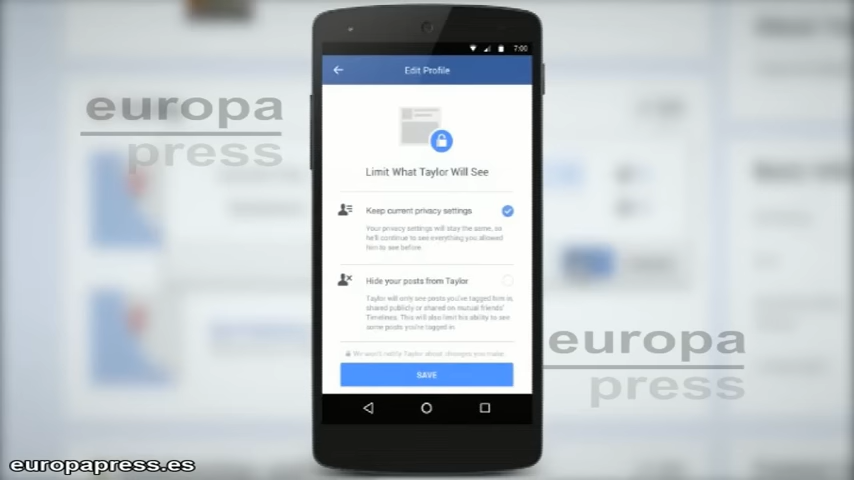 7:00
Edit Profile
europa
press
Limit What Taylor Will See
Keep current privacy settings
Your privacy settings will stay the same, so
he'll continue to see everything you allowed
him to see before
Hide your posts from Taylor
Taylor will only see posts you've tagged him in,
shared publicly or shared on mutual friends'
Timelines. This will also limit his ability to see
some posts you're tagged in
We won't notify Taylor about changes you make.
europa
press
SAVE
europapress.es